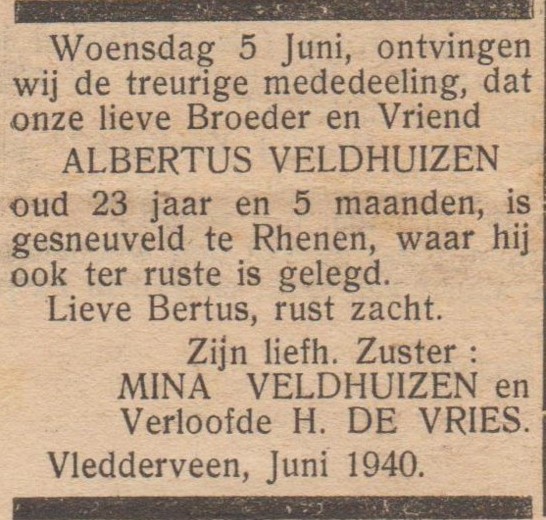 Woensdag 5 Juni, ontvingen
wij de treurige mededeeling, dat
onze lieve Broeder en Vriend
ALBERTUS VELDHUIZEN
oud 23 jaar en 5 maanden, is
gesneuveld te Rhenen, waar hij
ook ter ruste is gelegd.
Lieve Bertus, rust zacht.
Zijn liefh. Zuster :
MINA VELDHUIZEN en
Verloofde H. DE VRIES.
Vledderveen, Juni 1940.